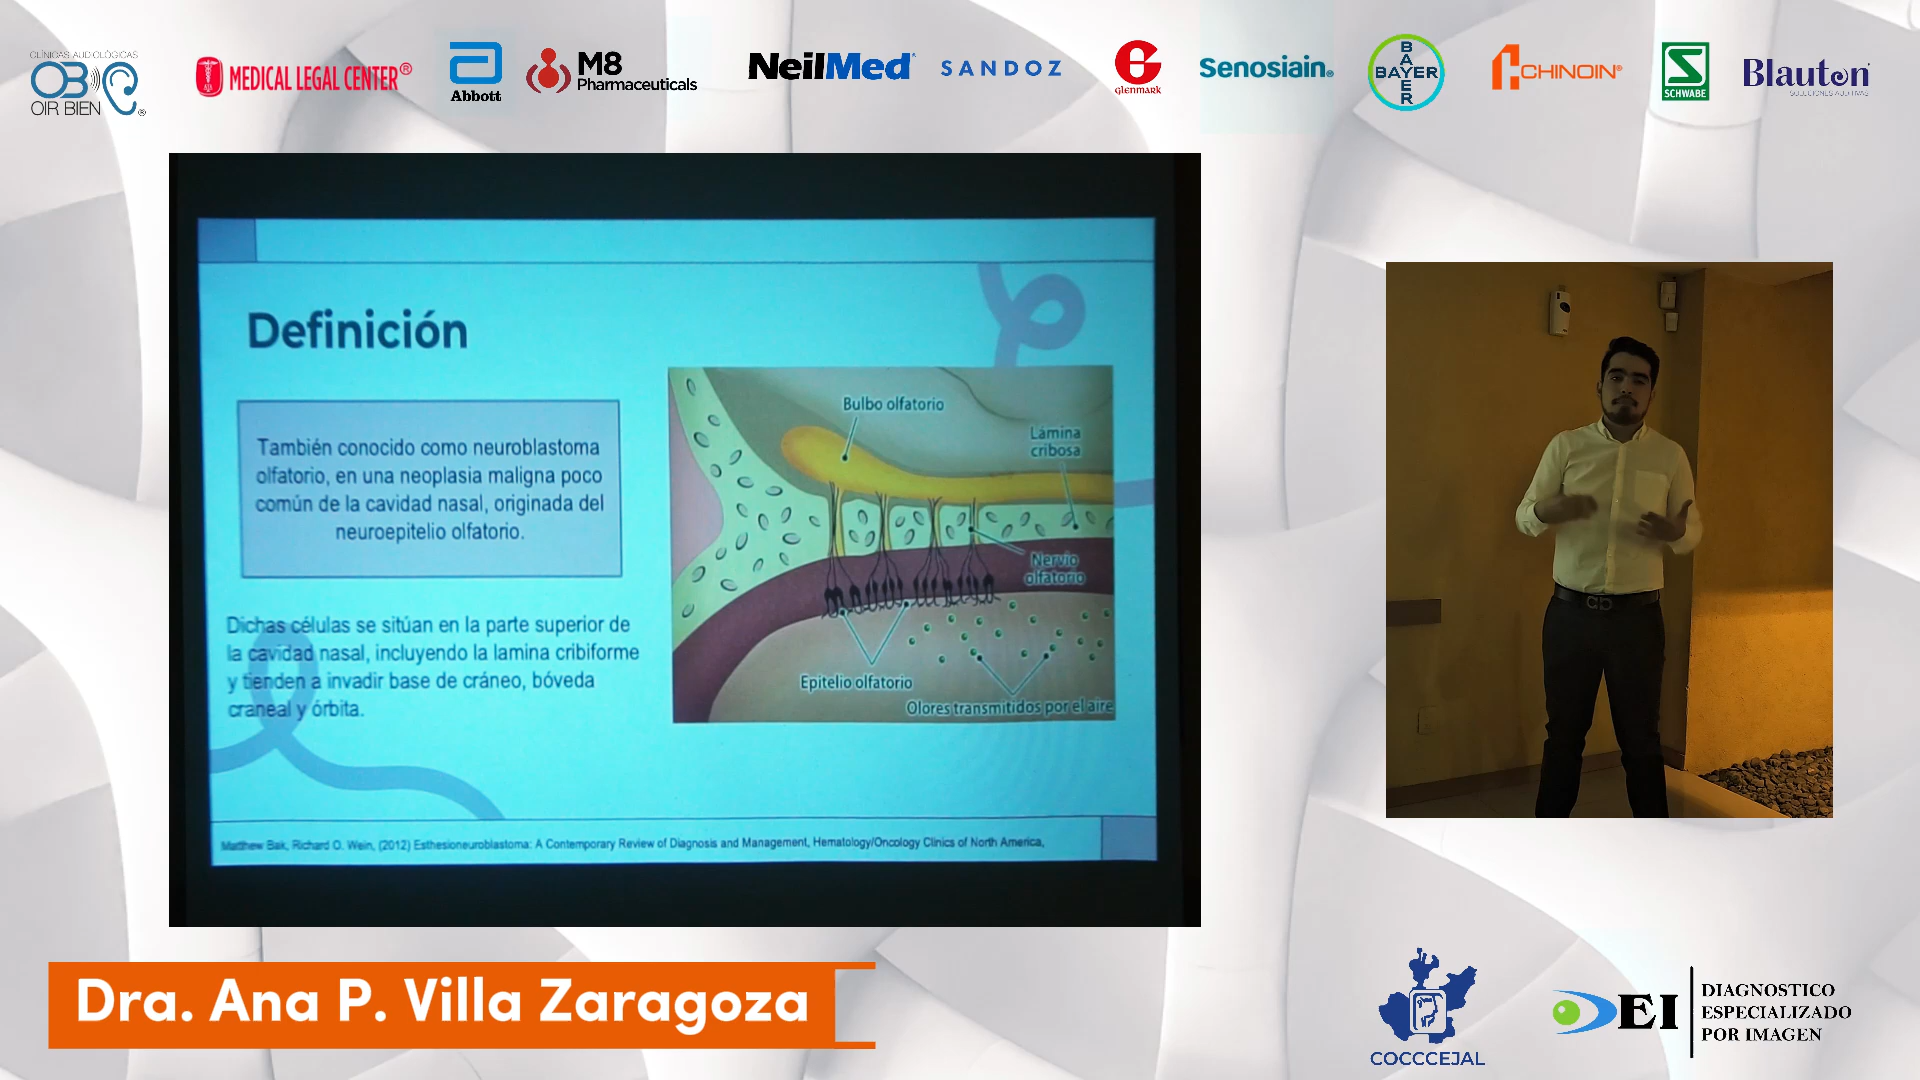 CLÍNICAS AUDIOLÓGICAS
OB
OIR BIEN
MEDICAL LEGAL CENTER®
Abbott
M8
Pharmaceuticals
NeilMed®
SANDOZ
glenmark
Senosiain®
BAYER
BAYER
CHINOIN®
SCHWABE
Blauton
SOLUCIONES AUDITIVAS
Definición
También conocido como neuroblastoma
olfatorio, en una neoplasia maligna poco
común de la cavidad nasal, originada del
neuroepitelio olfatorio.
Dichas células se sitúan en la parte superior de
la cavidad nasal, incluyendo la lamina cribiforme
y tienden a invadir base de cráneo, bóveda
craneal y órbita.
Bulbo olfatorio
Lámina
cribosa
Nervio
olfatorio
Epitelio olfatorio
Olores transmitidos por el aire
Matthew Bak, Richard O. Wein, (2012) Esthesioneuroblastoma: A Contemporary Review of Diagnosis and Management, Hematology/Oncology Clinics of North America,
Dra. Ana P. Villa Zaragoza
COCCCEJAL
DEI
DIAGNOSTICO
ESPECIALIZADO
POR IMAGEN